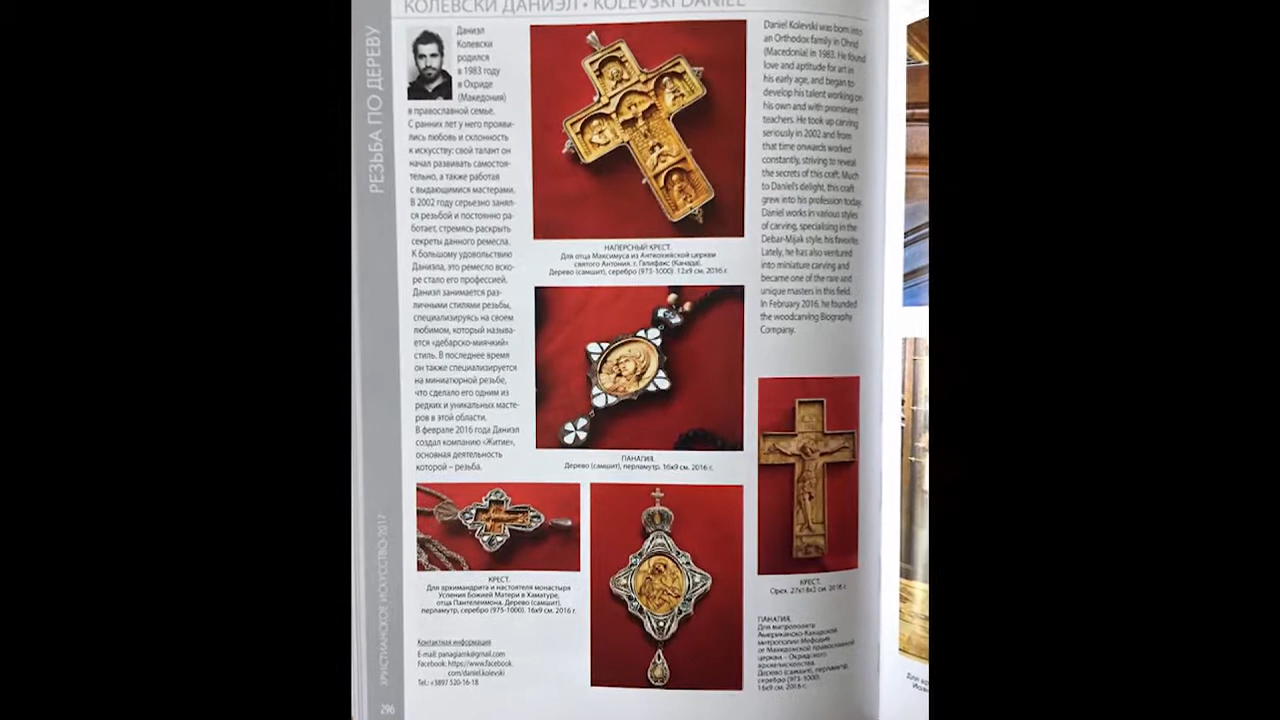 КОЛЕВСКИ ДАНИЭЛ • KOLEVSKI DANIEL
РЕЗЬБА ПО ДЕРЕВУ
Даниэл
Колевски
родился
в 1983 году
в Охриде
(Македония)
в православной семье.
С ранних лет у него прояви-
лись любовь и склонность
к искусству: свой талант он
начал развивать самостоя-
тельно, а также работая
с выдающимися мастерами.
В 2002 году серьезно занял-
ся резьбой и постоянно ра-
ботает, стремясь раскрыть
секреты данного ремесла.
К большому удовольствию
Даниэла, это ремесло вско-
ре стало его профессией.
Даниэл занимается раз-
личными стилями резьбы,
специализируясь на своем
любимом, который называ-
ется «дебарско-миячкий»
стиль. В последнее время
он также специализируется
на миниатюрной резьбе,
что сделало его одним из
редких и уникальных масте-
ров в этой области.
В феврале 2016 года Даниэл
создал компанию «Житие»,
основная деятельность
которой – резьба.
НАПЕРСНЫЙ КРЕСТ.
Для отца Максимуса из Антиохийской церкви
святого Антония, г. Галифакс (Канада).
Дерево (самшит), серебро (975-1000). 12х9 см. 2016 г.
ПАНАГИЯ.
Дерево (самшит), перламутр. 16х9 см. 2016 г.
Daniel Kolevski was born into
an Orthodox family in Ohrid
(Macedonia) in 1983. He found
love and aptitude for art in
his early age, and began to
develop his talent working on
his own and with prominent
teachers. He took up carving
seriously in 2002 and from
that time onwards worked
constantly, striving to reveal
the secrets of this craft. Much
to Daniel's delight, this craft
grew into his profession today.
Daniel works in various styles
of carving, specialising in the
Debar-Mijak style, his favorite.
Lately, he has also ventured
into miniature carving and
became one of the rare and
unique masters in this field.
In February 2016, he founded
the woodcarving Biography
Company.
КРЕСТ.
Для архимандрита и настоятеля монастыря
Успения Божией Матери в Хаматуре,
отца Пантелеимона. Дерево (самшит),
перламутр, серебро (975-1000). 16х9 см. 2016 г.
КРЕСТ.
Орех. 27х18х2 см. 2016 г.
ПАНАГИЯ.
Для митрополита
Американско-Канадской
митрополии Мефодия
от Македонской православной
церкви – Охридского
архиепископства.
Дерево (самшит), перламутр,
серебро (975-1000).
16х9 см. 2016 г.
Контактная информация
E-mail: panagiamk@gmail.com
Facebook: https://www.facebook.
com/daniel.kolevski
Tel.: +3897 520-16-18
ХРИСТИАНСКОЕ ИСКУССТВО-2017
296